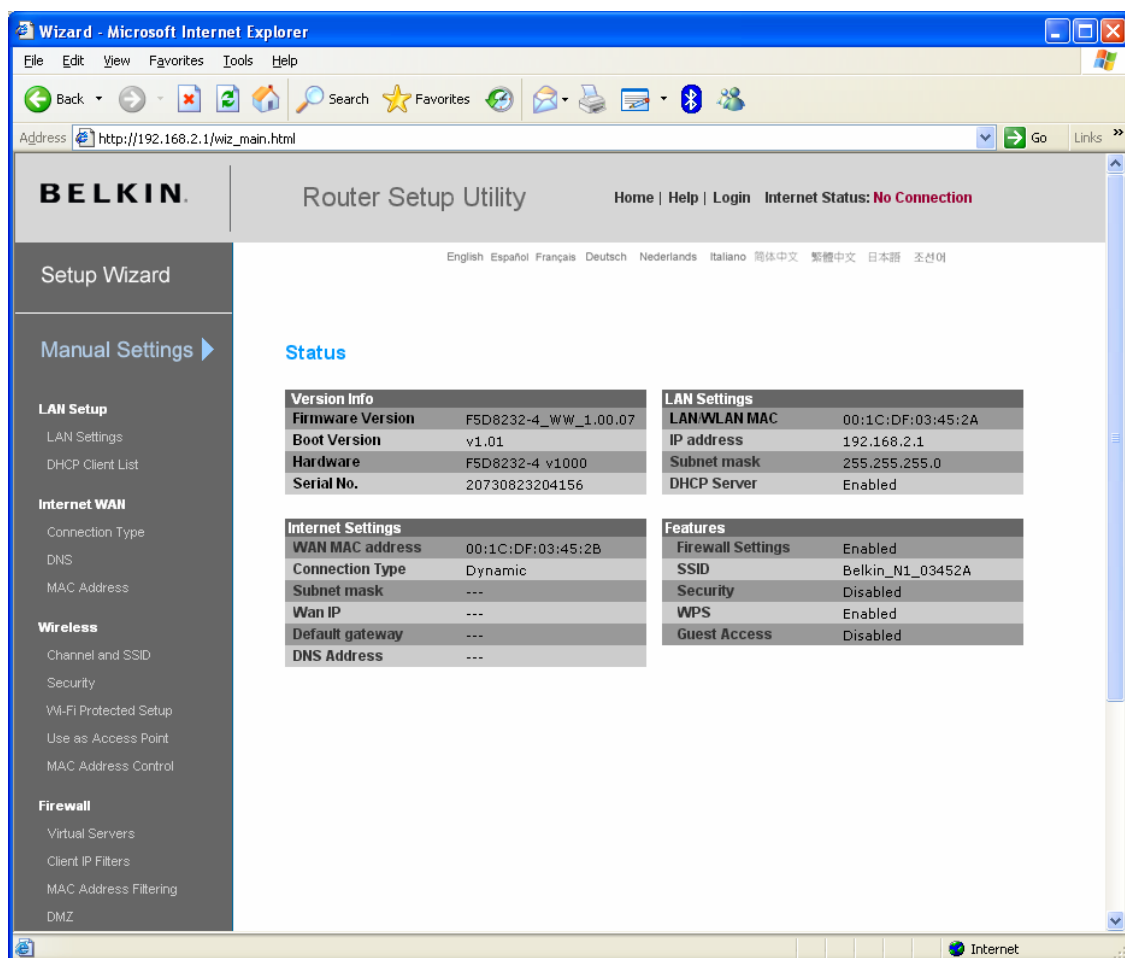 Wizard - Microsoft Internet Explorer
File Edit View Favorites Tools Help
Back Search Favorites
Address http://192.168.2.1/wiz_main.html Go Links »
BELKIN. Router Setup Utility Home | Help | Login Internet Status: No Connection
English Español Français Deutsch Nederlands Italiano 简体中文 繁體中文 日本語 조선어
Setup Wizard
Manual Settings
LAN Setup
LAN Settings
DHCP Client List
Internet WAN
Connection Type
DNS
MAC Address
Wireless
Channel and SSID
Security
Wi-Fi Protected Setup
Use as Access Point
MAC Address Control
Firewall
Virtual Servers
Client IP Filters
MAC Address Filtering
DMZ
Status
Version Info
Firmware Version F5D8232-4_WW_1.00.07
Boot Version v1.01
Hardware F5D8232-4 v1000
Serial No. 20730823204156
LAN Settings
LAN/WLAN MAC 00:1C:DF:03:45:2A
IP address 192.168.2.1
Subnet mask 255.255.255.0
DHCP Server Enabled
Internet Settings
WAN MAC address 00:1C:DF:03:45:2B
Connection Type Dynamic
Subnet mask ---
Wan IP ---
Default gateway ---
DNS Address ---
Features
Firewall Settings Enabled
SSID Belkin_N1_03452A
Security Disabled
WPS Enabled
Guest Access Disabled
Internet